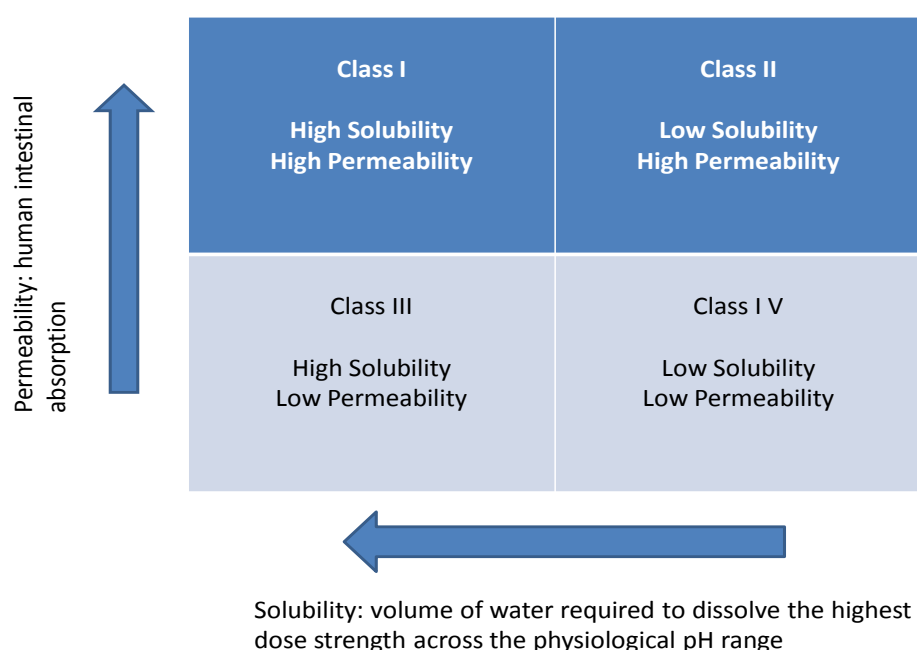 Permeability: human intestinal
absorption
Class I
High Solubility
High Permeability
Class II
Low Solubility
High Permeability
Class III
High Solubility
Low Permeability
Class I V
Low Solubility
Low Permeability
Solubility: volume of water required to dissolve the highest
dose strength across the physiological pH range